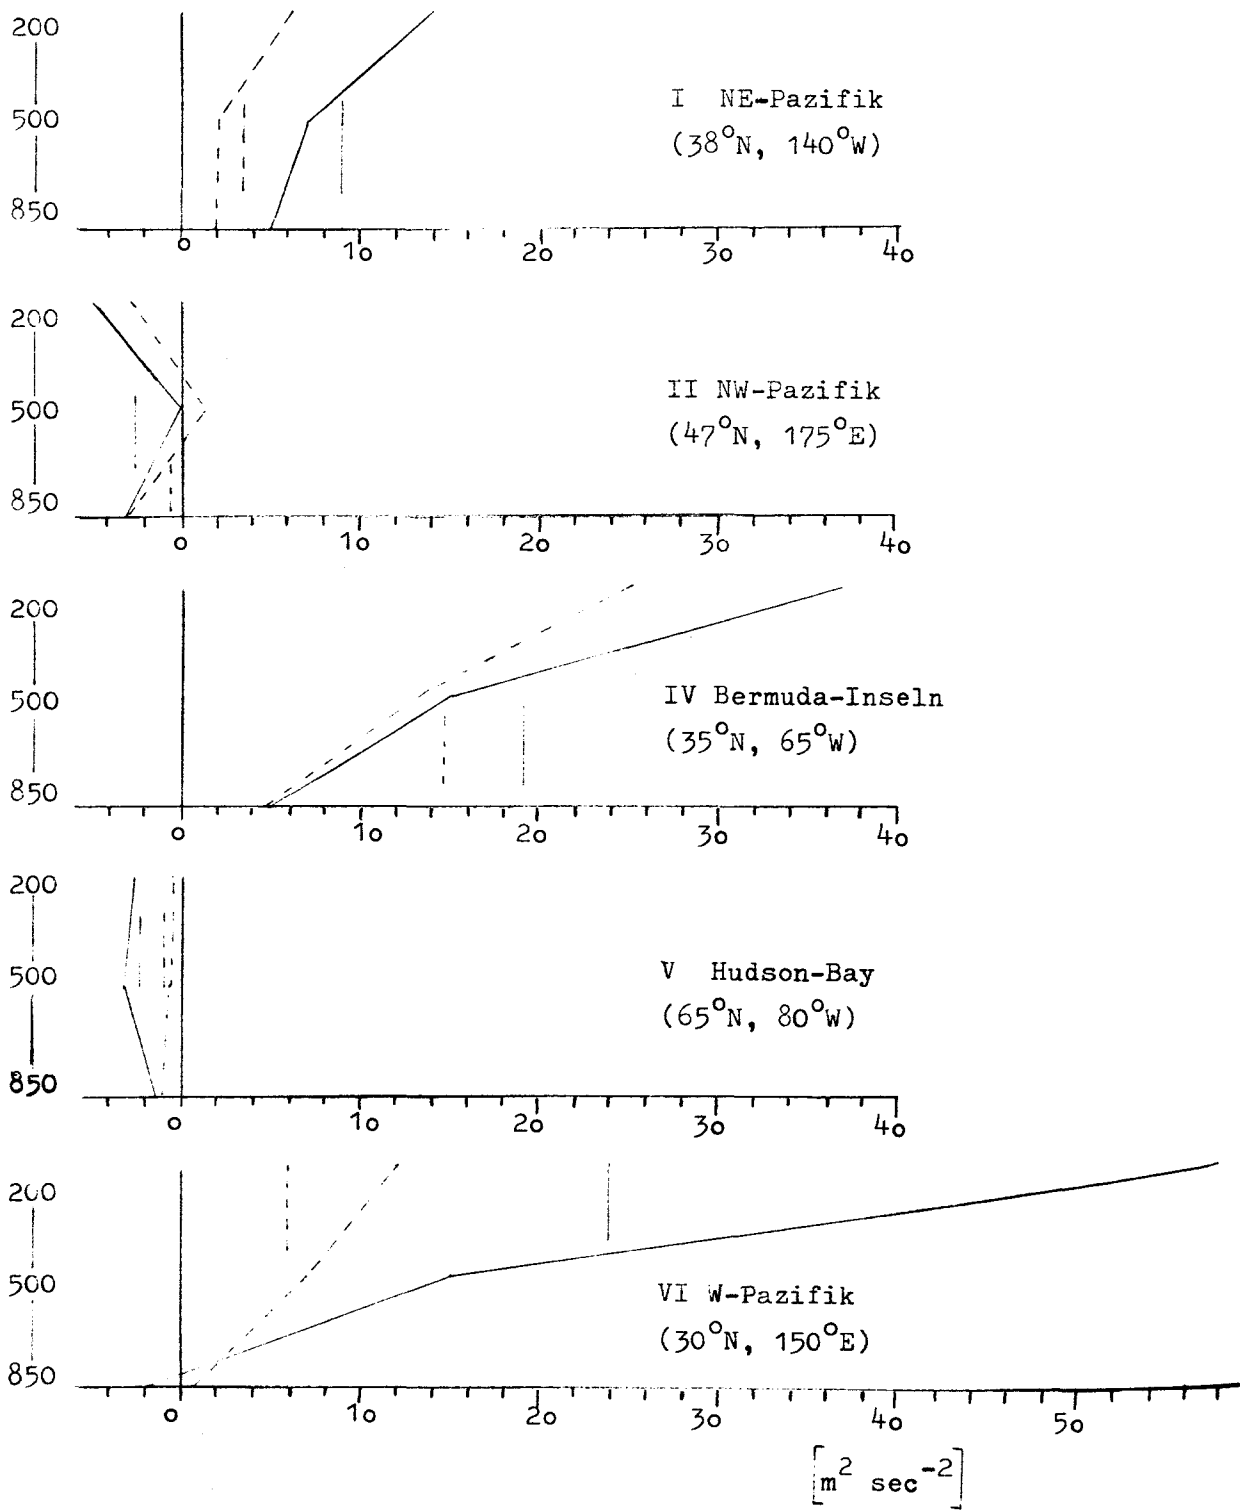 200
500
850
I NE-Pazifik
(38°N, 140°W)
0 10 20 30 40
200
500
850
II NW-Pazifik
(47°N, 175°E)
0 10 20 30 40
200
500
850
IV Bermuda-Inseln
(35°N, 65°W)
0 10 20 30 40
200
500
850
V Hudson-Bay
(65°N, 80°W)
0 10 20 30 40
200
500
850
VI W-Pazifik
(30°N, 150°E)
0 10 20 30 40 50
[m² sec⁻²]